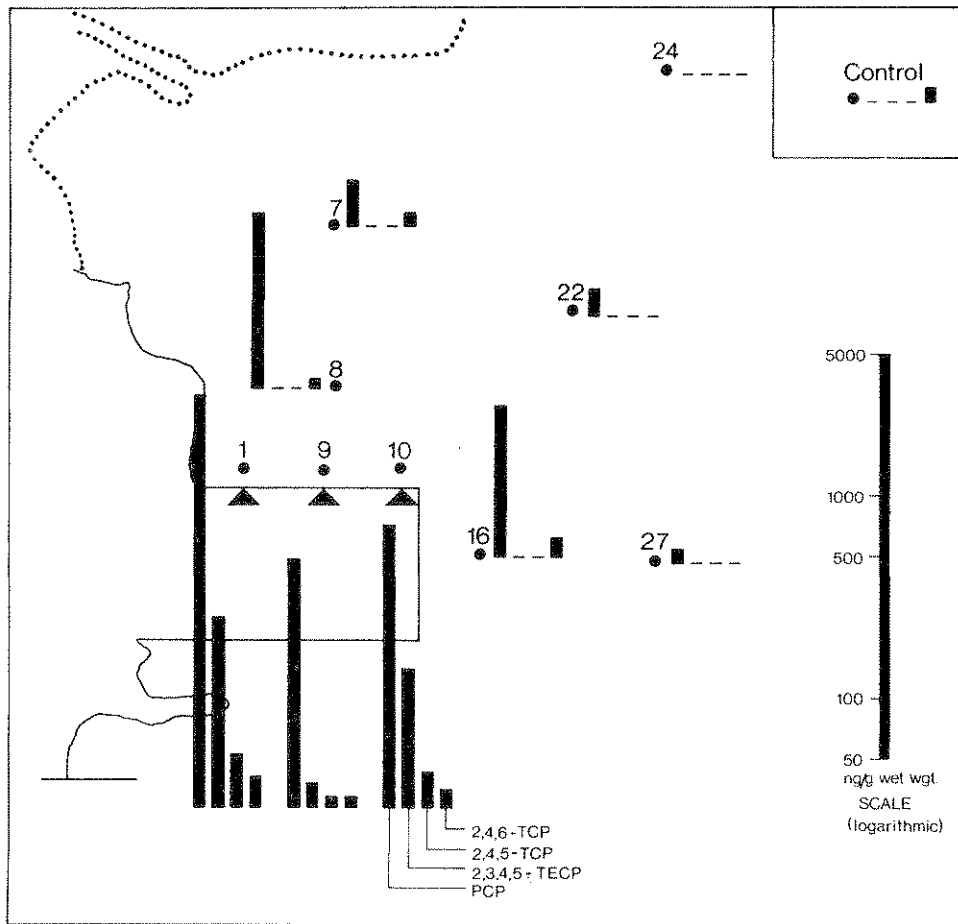 24
Control
7
22
8
5000
1
9
10
1000
16
27
500
100
50
ng/g wet wgt.
SCALE
(logarithmic)
2,4,6-TCP
2,4,5-TCP
2,3,4,5-TECP
PCP